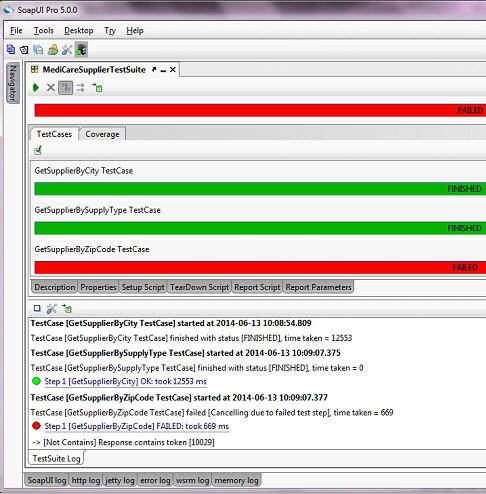 SoapUI Pro 5.0.0
File Tools Desktop Try Help
Navigator
MediCareSupplierTestSuite
FAILED
TestCases Coverage
GetSupplierByCity TestCase
FINISHED
GetSupplierBySupplyType TestCase
FINISHED
GetSupplierByZipCode TestCase
FAILED
Description Properties Setup Script TearDown Script Report Script Report Parameters
TestCase [GetSupplierByCity TestCase] started at 2014-06-13 10:08:54.809
TestCase [GetSupplierByCity TestCase] finished with status [FINISHED], time taken = 12553
TestCase [GetSupplierBySupplyType TestCase] started at 2014-06-13 10:09:07.375
TestCase [GetSupplierBySupplyType TestCase] finished with status [FINISHED], time taken = 0
Step 1 [GetSupplierByCity] OK: took 12553 ms
TestCase [GetSupplierByZipCode TestCase] started at 2014-06-13 10:09:07.377
TestCase [GetSupplierByZipCode TestCase] failed [Cancelling due to failed test step], time taken = 669
Step 1 [GetSupplierByZipCode] FAILED: took 669 ms
-> [Not Contains] Response contains token [10029]
TestSuite Log
SoapUI log http log jetty log error log wsrm log memory log